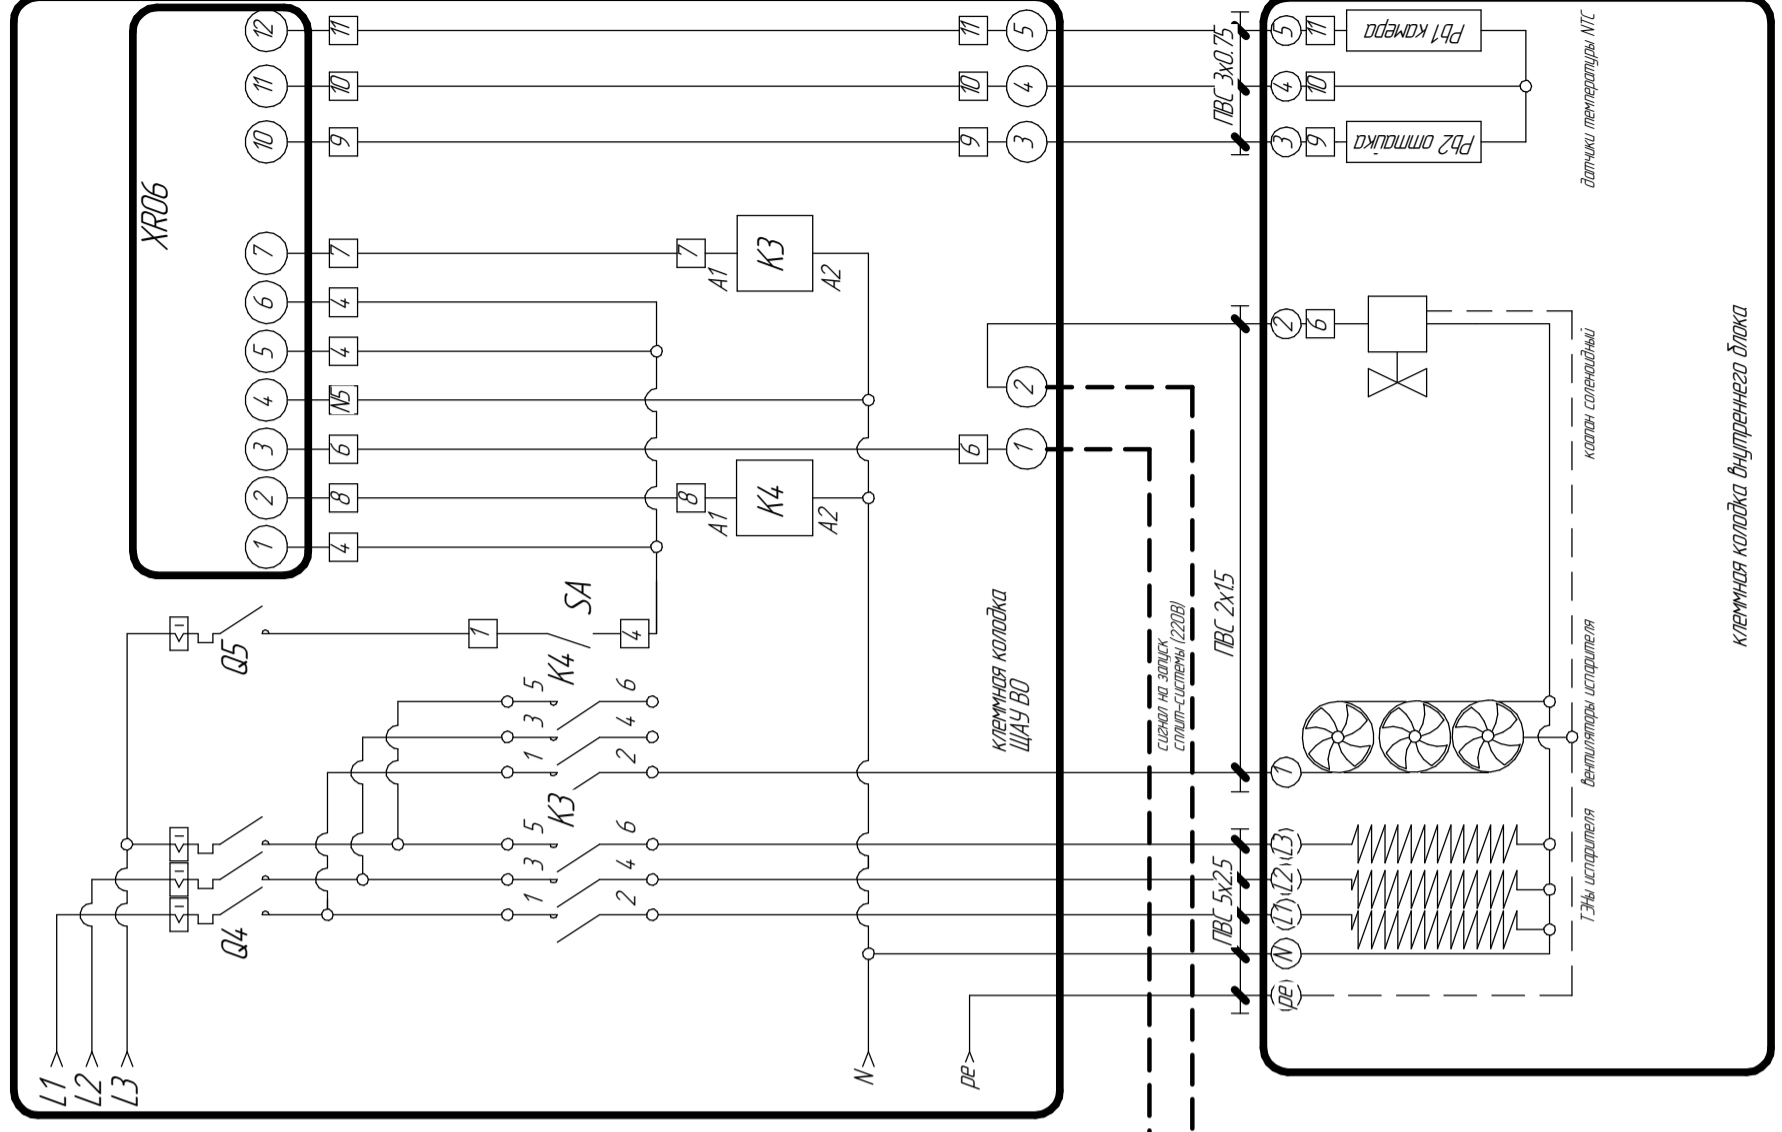 XR06
12
11
10
7
6
5
4
3
2
1
11
10
9
7
4
4
N5
6
8
4
11
10
9
5
4
3
7
A1
K3
A2
8
A1
K4
A2
6
2
1
Q5
1
SA
4
K4
5
3
1
6
4
2
K3
5
3
1
6
4
2
Q4
L1
L2
L3
N
pe
клеммная колодка
ЩАУ ВО
сигнал на запуск
сплит-системы (220В)
ПВС 3x0.75
ПВС 2x1.5
ПВС 5x2.5
5
4
3
11
10
9
Pb1 камера
Pb2 оттайка
датчики температуры NTC
2
6
клапан соленоидный
1
вентиляторы испарителя
L3
L2
L1
N
pe
ТЭНы испарителя
клеммная колодка внутреннего блока